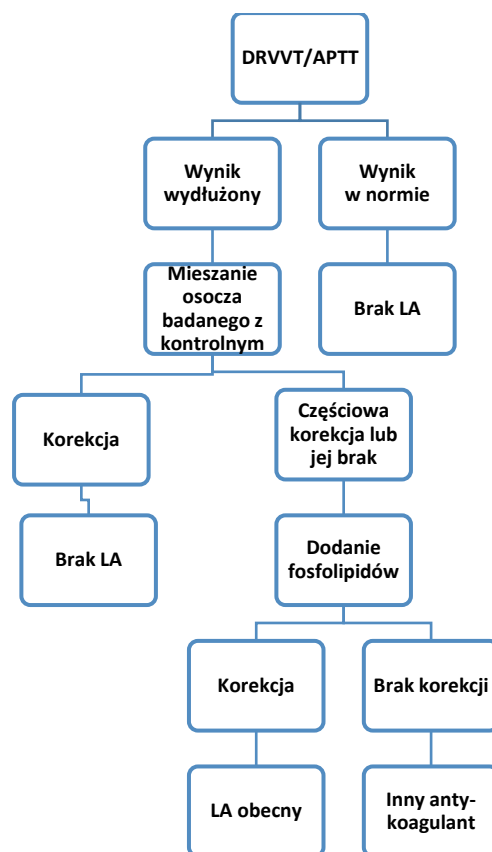 DRVVT/APTT
Wynik
wydłużony
Wynik
w normie
Mieszanie
osocza
badanego z
kontrolnym
Brak LA
Korekcja
Częściowa
korekcja lub
jej brak
Brak LA
Dodanie
fosfolipidów
Korekcja
Brak korekcji
LA obecny
Inny anty-
koagulant